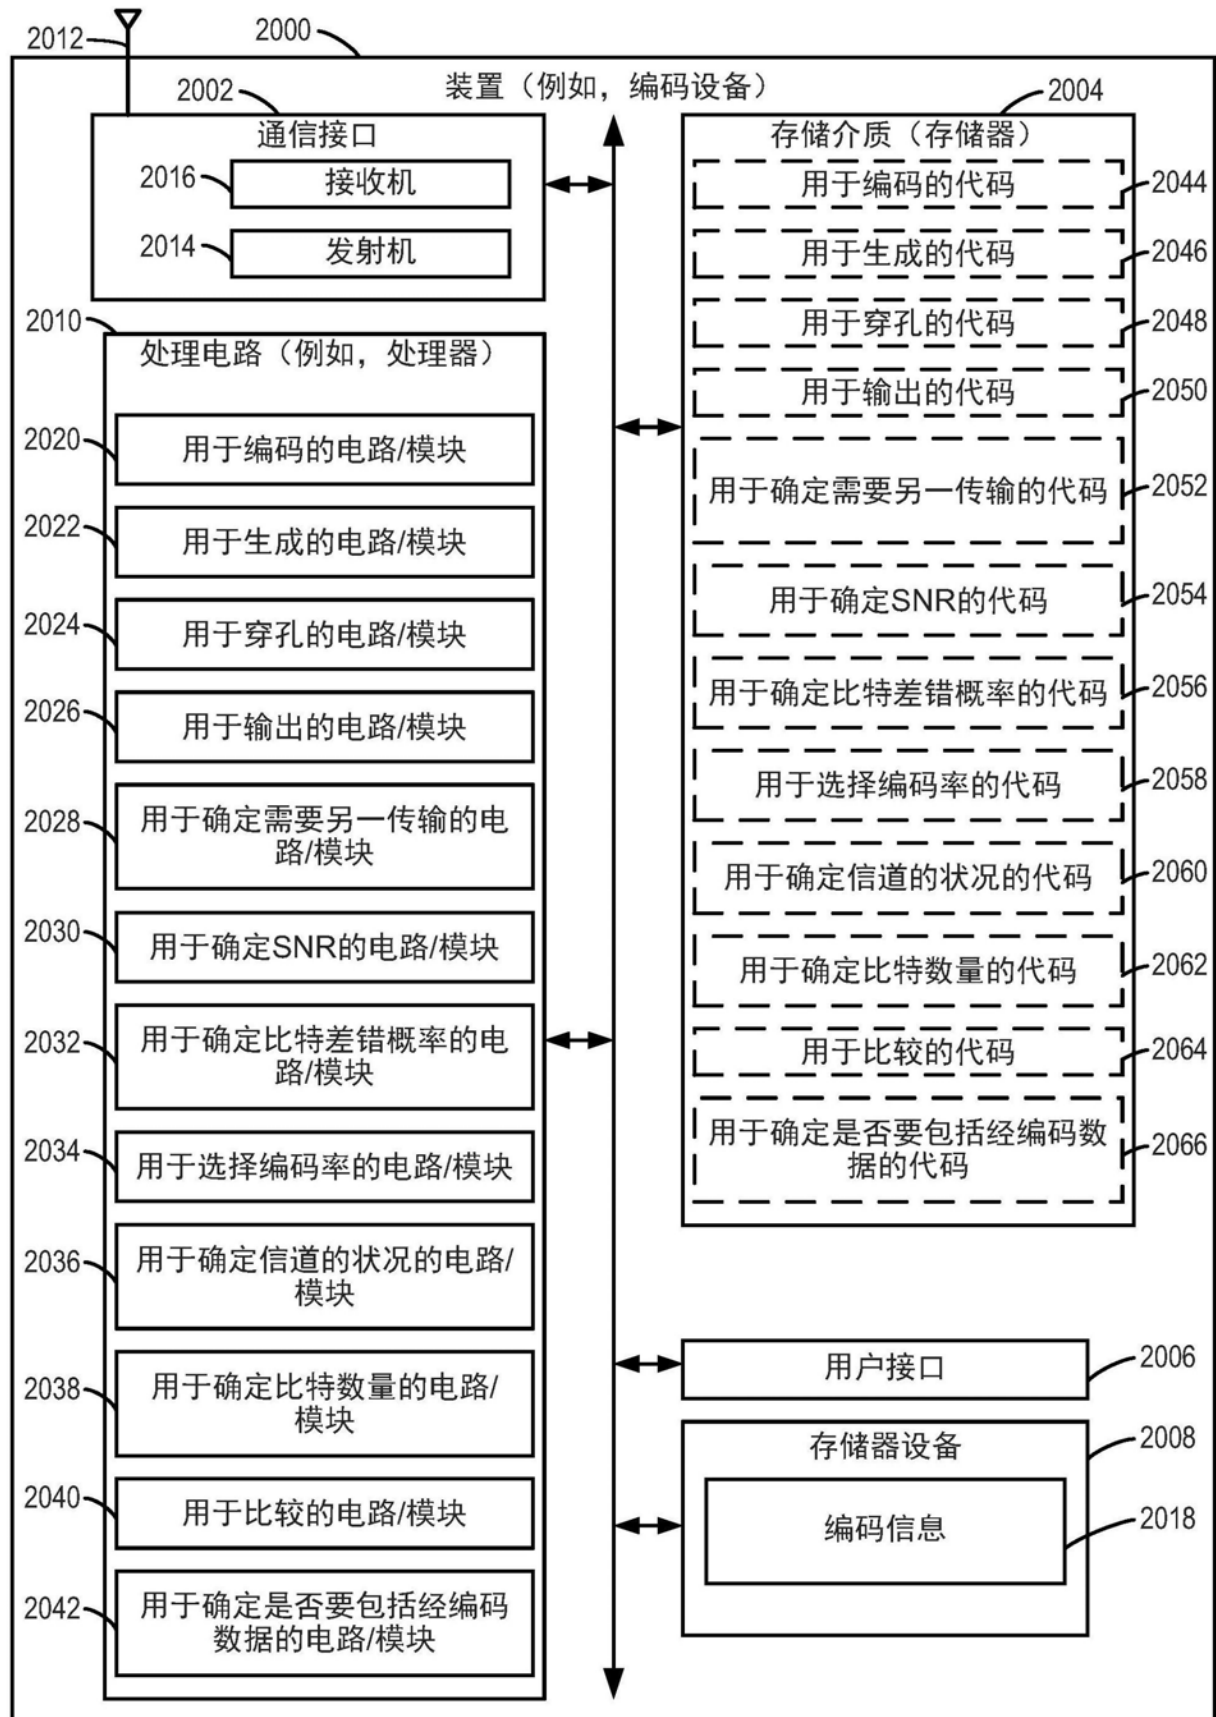 2012
2000
装置（例如，编码设备）
2002
通信接口
2016
接收机
2014
发射机
2010
处理电路（例如，处理器）
2020
用于编码的电路/模块
2022
用于生成的电路/模块
2024
用于穿孔的电路/模块
2026
用于输出的电路/模块
2028
用于确定需要另一传输的电
路/模块
2030
用于确定SNR的电路/模块
2032
用于确定比特差错概率的电
路/模块
2034
用于选择编码率的电路/模块
2036
用于确定信道的状况的电路/
模块
2038
用于确定比特数量的电路/
模块
2040
用于比较的电路/模块
2042
用于确定是否要包括经编码
数据的电路/模块
2004
存储介质（存储器）
用于编码的代码
2044
用于生成的代码
2046
用于穿孔的代码
2048
用于输出的代码
2050
用于确定需要另一传输的代码
2052
用于确定SNR的代码
2054
用于确定比特差错概率的代码
2056
用于选择编码率的代码
2058
用于确定信道的状况的代码
2060
用于确定比特数量的代码
2062
用于比较的代码
2064
用于确定是否要包括经编码数
据的代码
2066
用户接口
2006
存储器设备
2008
编码信息
2018